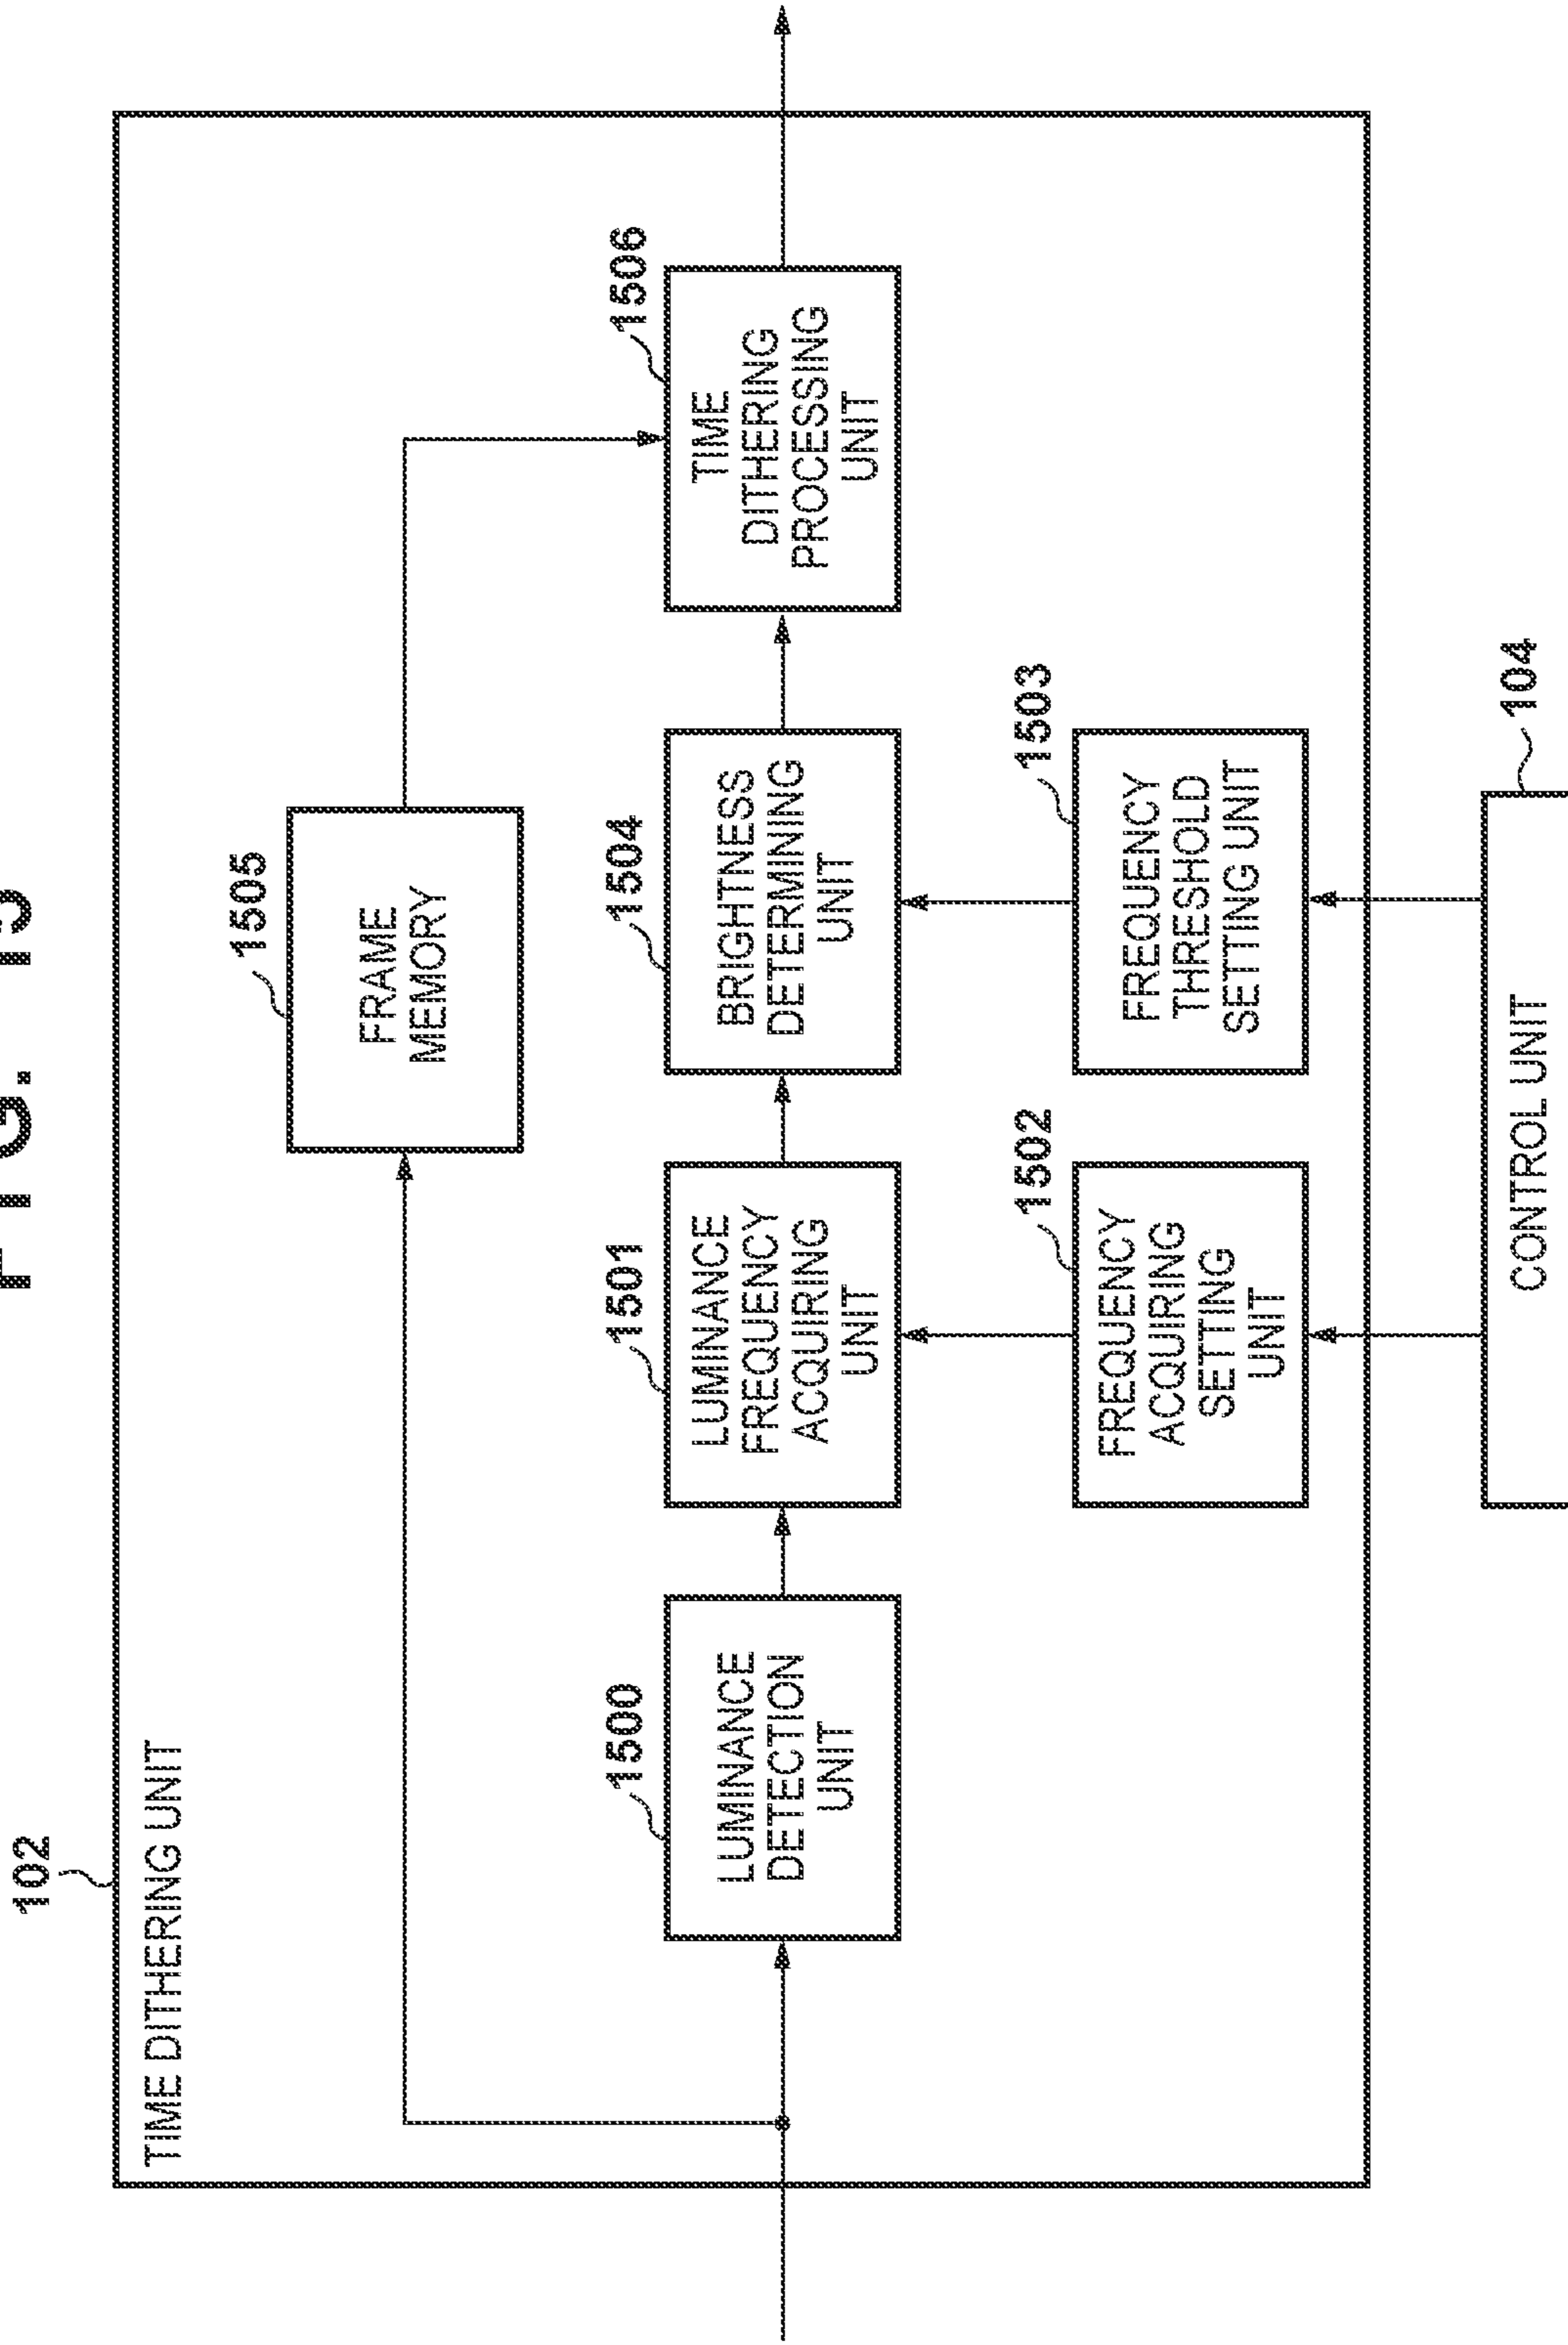 102
TIME DITHERING UNIT
1505
FRAME
MEMORY
1500
LUMINANCE
DETECTION
UNIT
1501
LUMINANCE
FREQUENCY
ACQUIRING
UNIT
1504
BRIGHTNESS
DETERMINING
UNIT
1506
TIME
DITHERING
PROCESSING
UNIT
1502
FREQUENCY
ACQUIRING
SETTING
UNIT
1503
FREQUENCY
THRESHOLD
SETTING UNIT
CONTROL UNIT
104